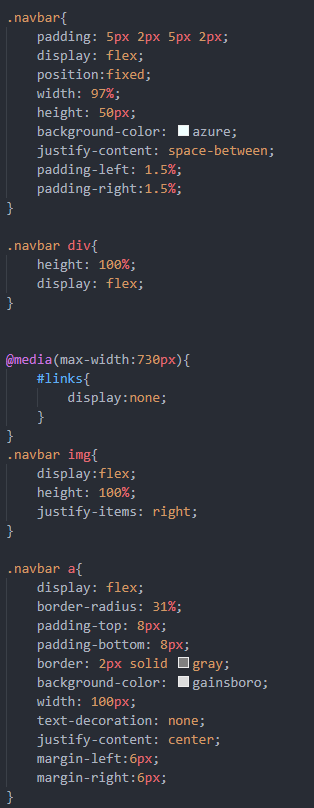 .navbar{
    padding: 5px 2px 5px 2px;
    display: flex;
    position:fixed;
    width: 97%;
    height: 50px;
    background-color: azure;
    justify-content: space-between;
    padding-left: 1.5%;
    padding-right:1.5%;
}

.navbar div{
    height: 100%;
    display: flex;
}


@media(max-width:730px){
    #links{
        display:none;
    }
}
.navbar img{
    display:flex;
    height: 100%;
    justify-items: right;
}

.navbar a{
    display: flex;
    border-radius: 31%;
    padding-top: 8px;
    padding-bottom: 8px;
    border: 2px solid gray;
    background-color: gainsboro;
    width: 100px;
    text-decoration: none;
    justify-content: center;
    margin-left:6px;
    margin-right:6px;
}